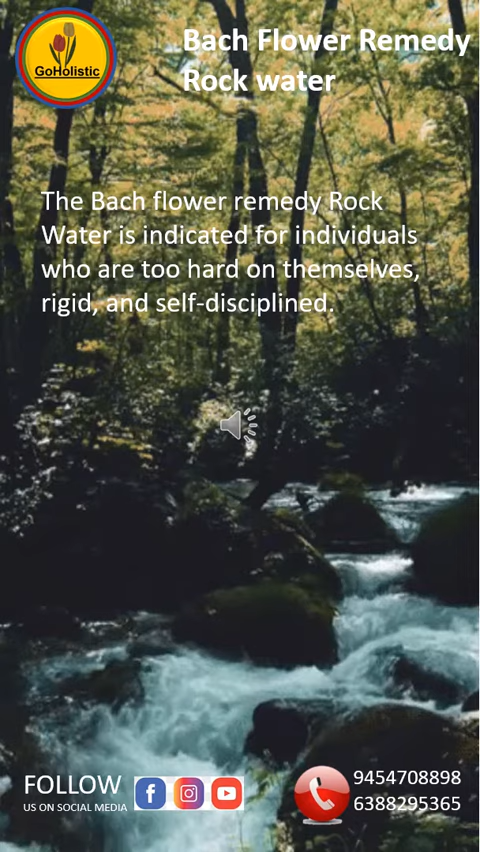 GoHolistic
Bach Flower Remedy
Rock water
The Bach flower remedy Rock
Water is indicated for individuals
who are too hard on themselves,
rigid, and self-disciplined.
FOLLOW
US ON SOCIAL MEDIA
9454708898
6388295365